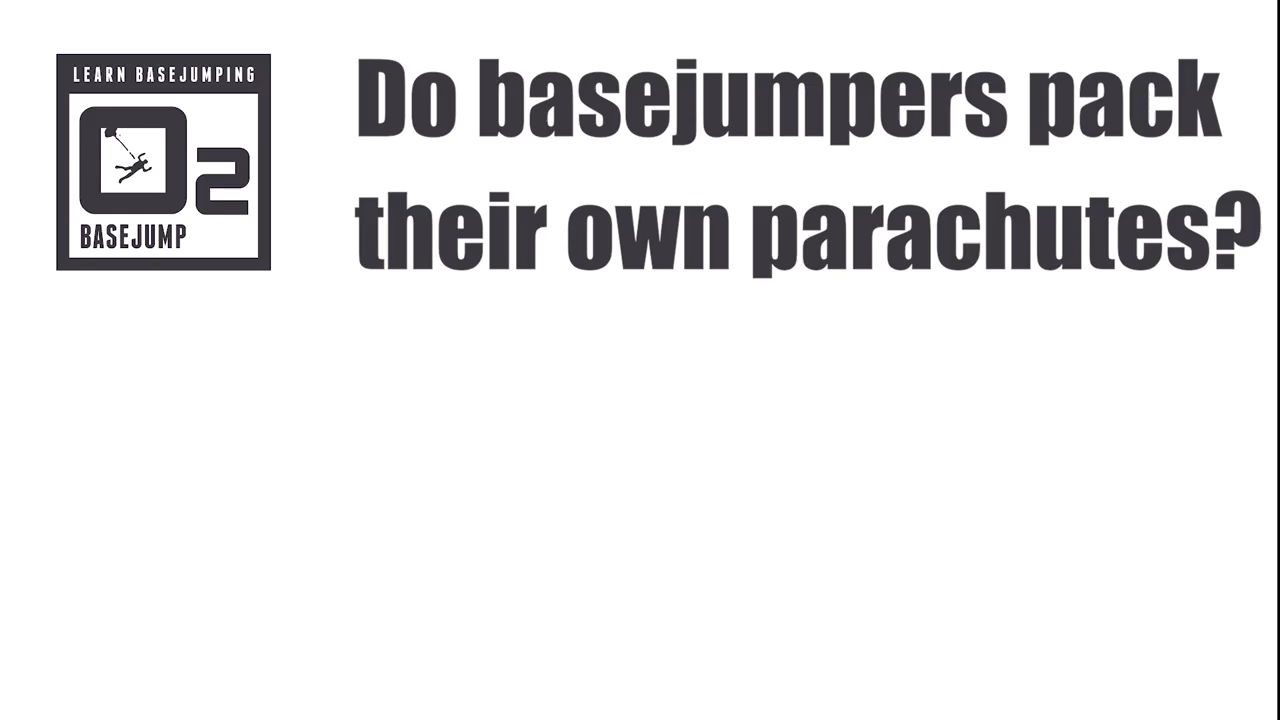 LEARN BASEJUMPING
O2
BASEJUMP
Do basejumpers pack
their own parachutes?